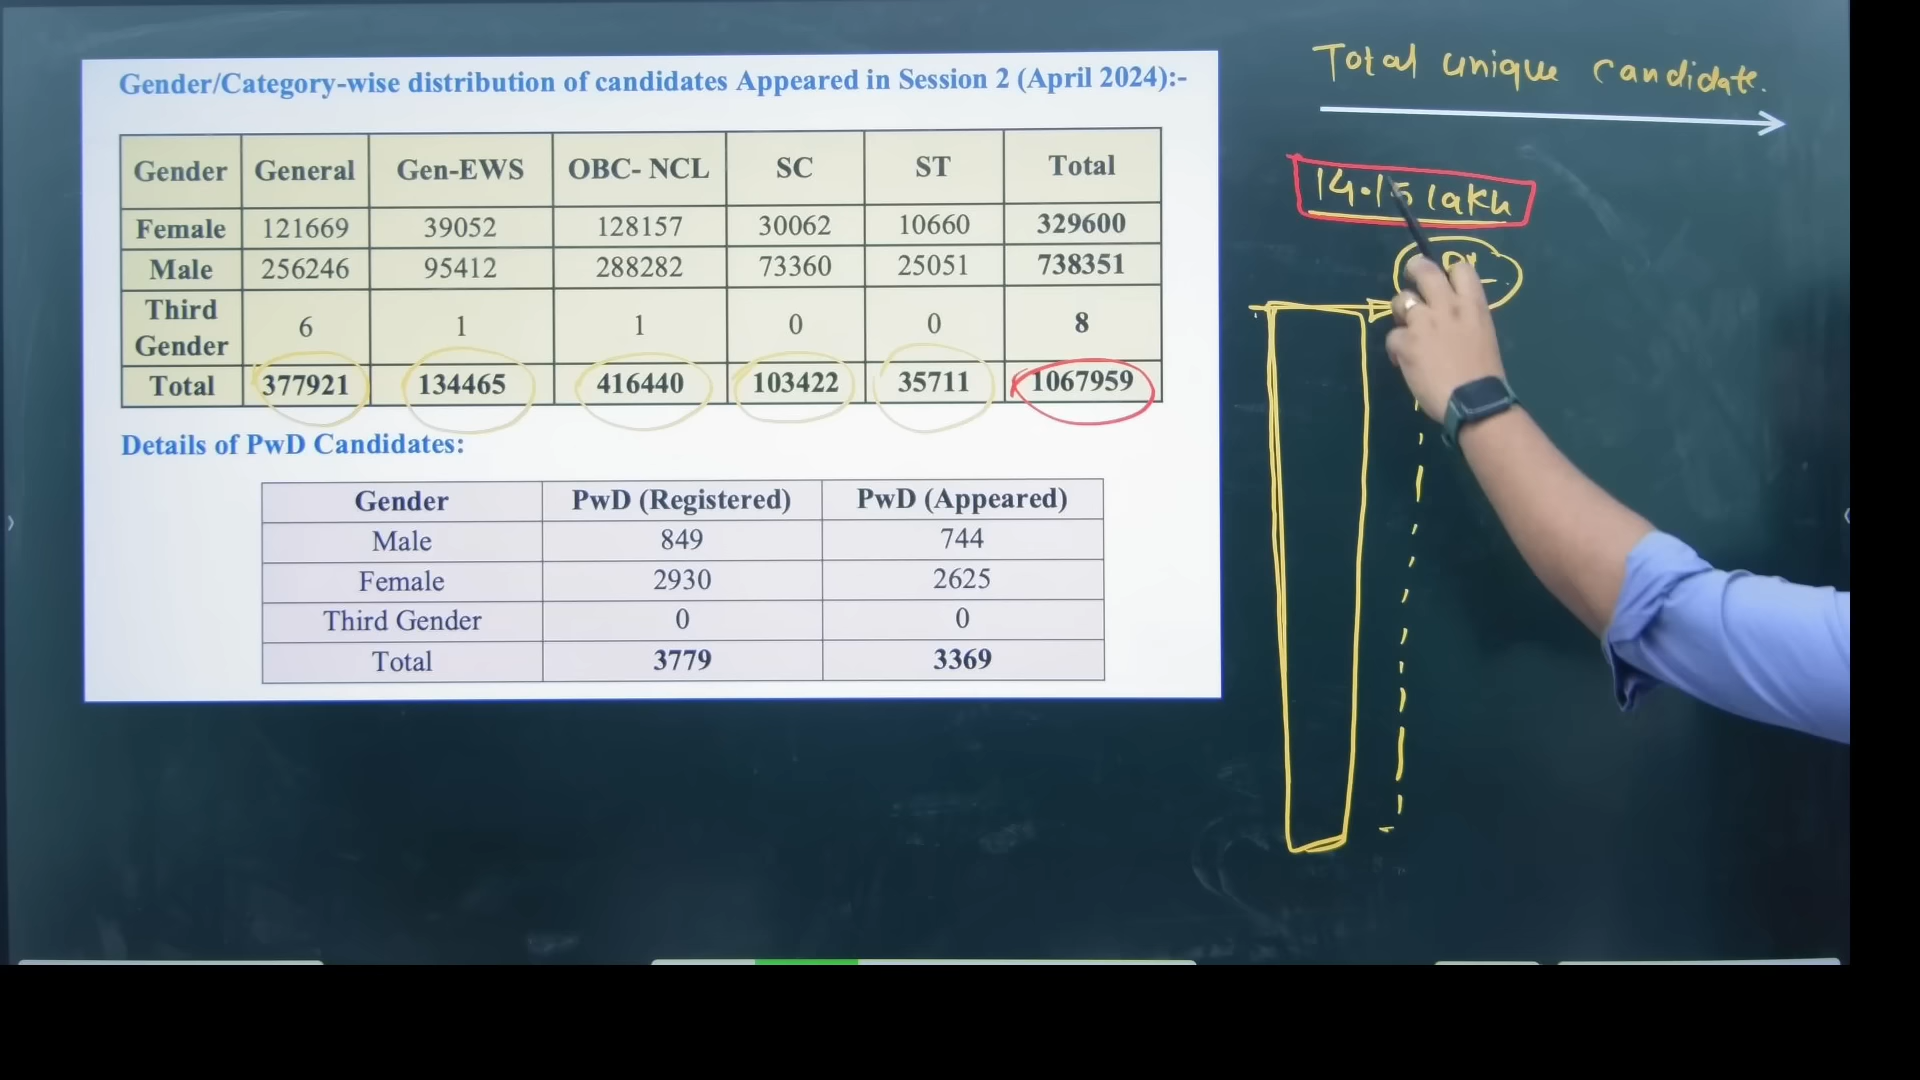 Gender/Category-wise distribution of candidates Appeared in Session 2 (April 2024):-
Gender General Gen-EWS OBC- NCL SC ST Total
Female 121669 39052 128157 30062 10660 329600
Male 256246 95412 288282 73360 25051 738351
Third Gender 6 1 1 0 0 8
Total 377921 134465 416440 103422 35711 1067959
Details of PwD Candidates:
Gender PwD (Registered) PwD (Appeared)
Male 849 744
Female 2930 2625
Third Gender 0 0
Total 3779 3369
Total unique candidate.
14.15 lakh